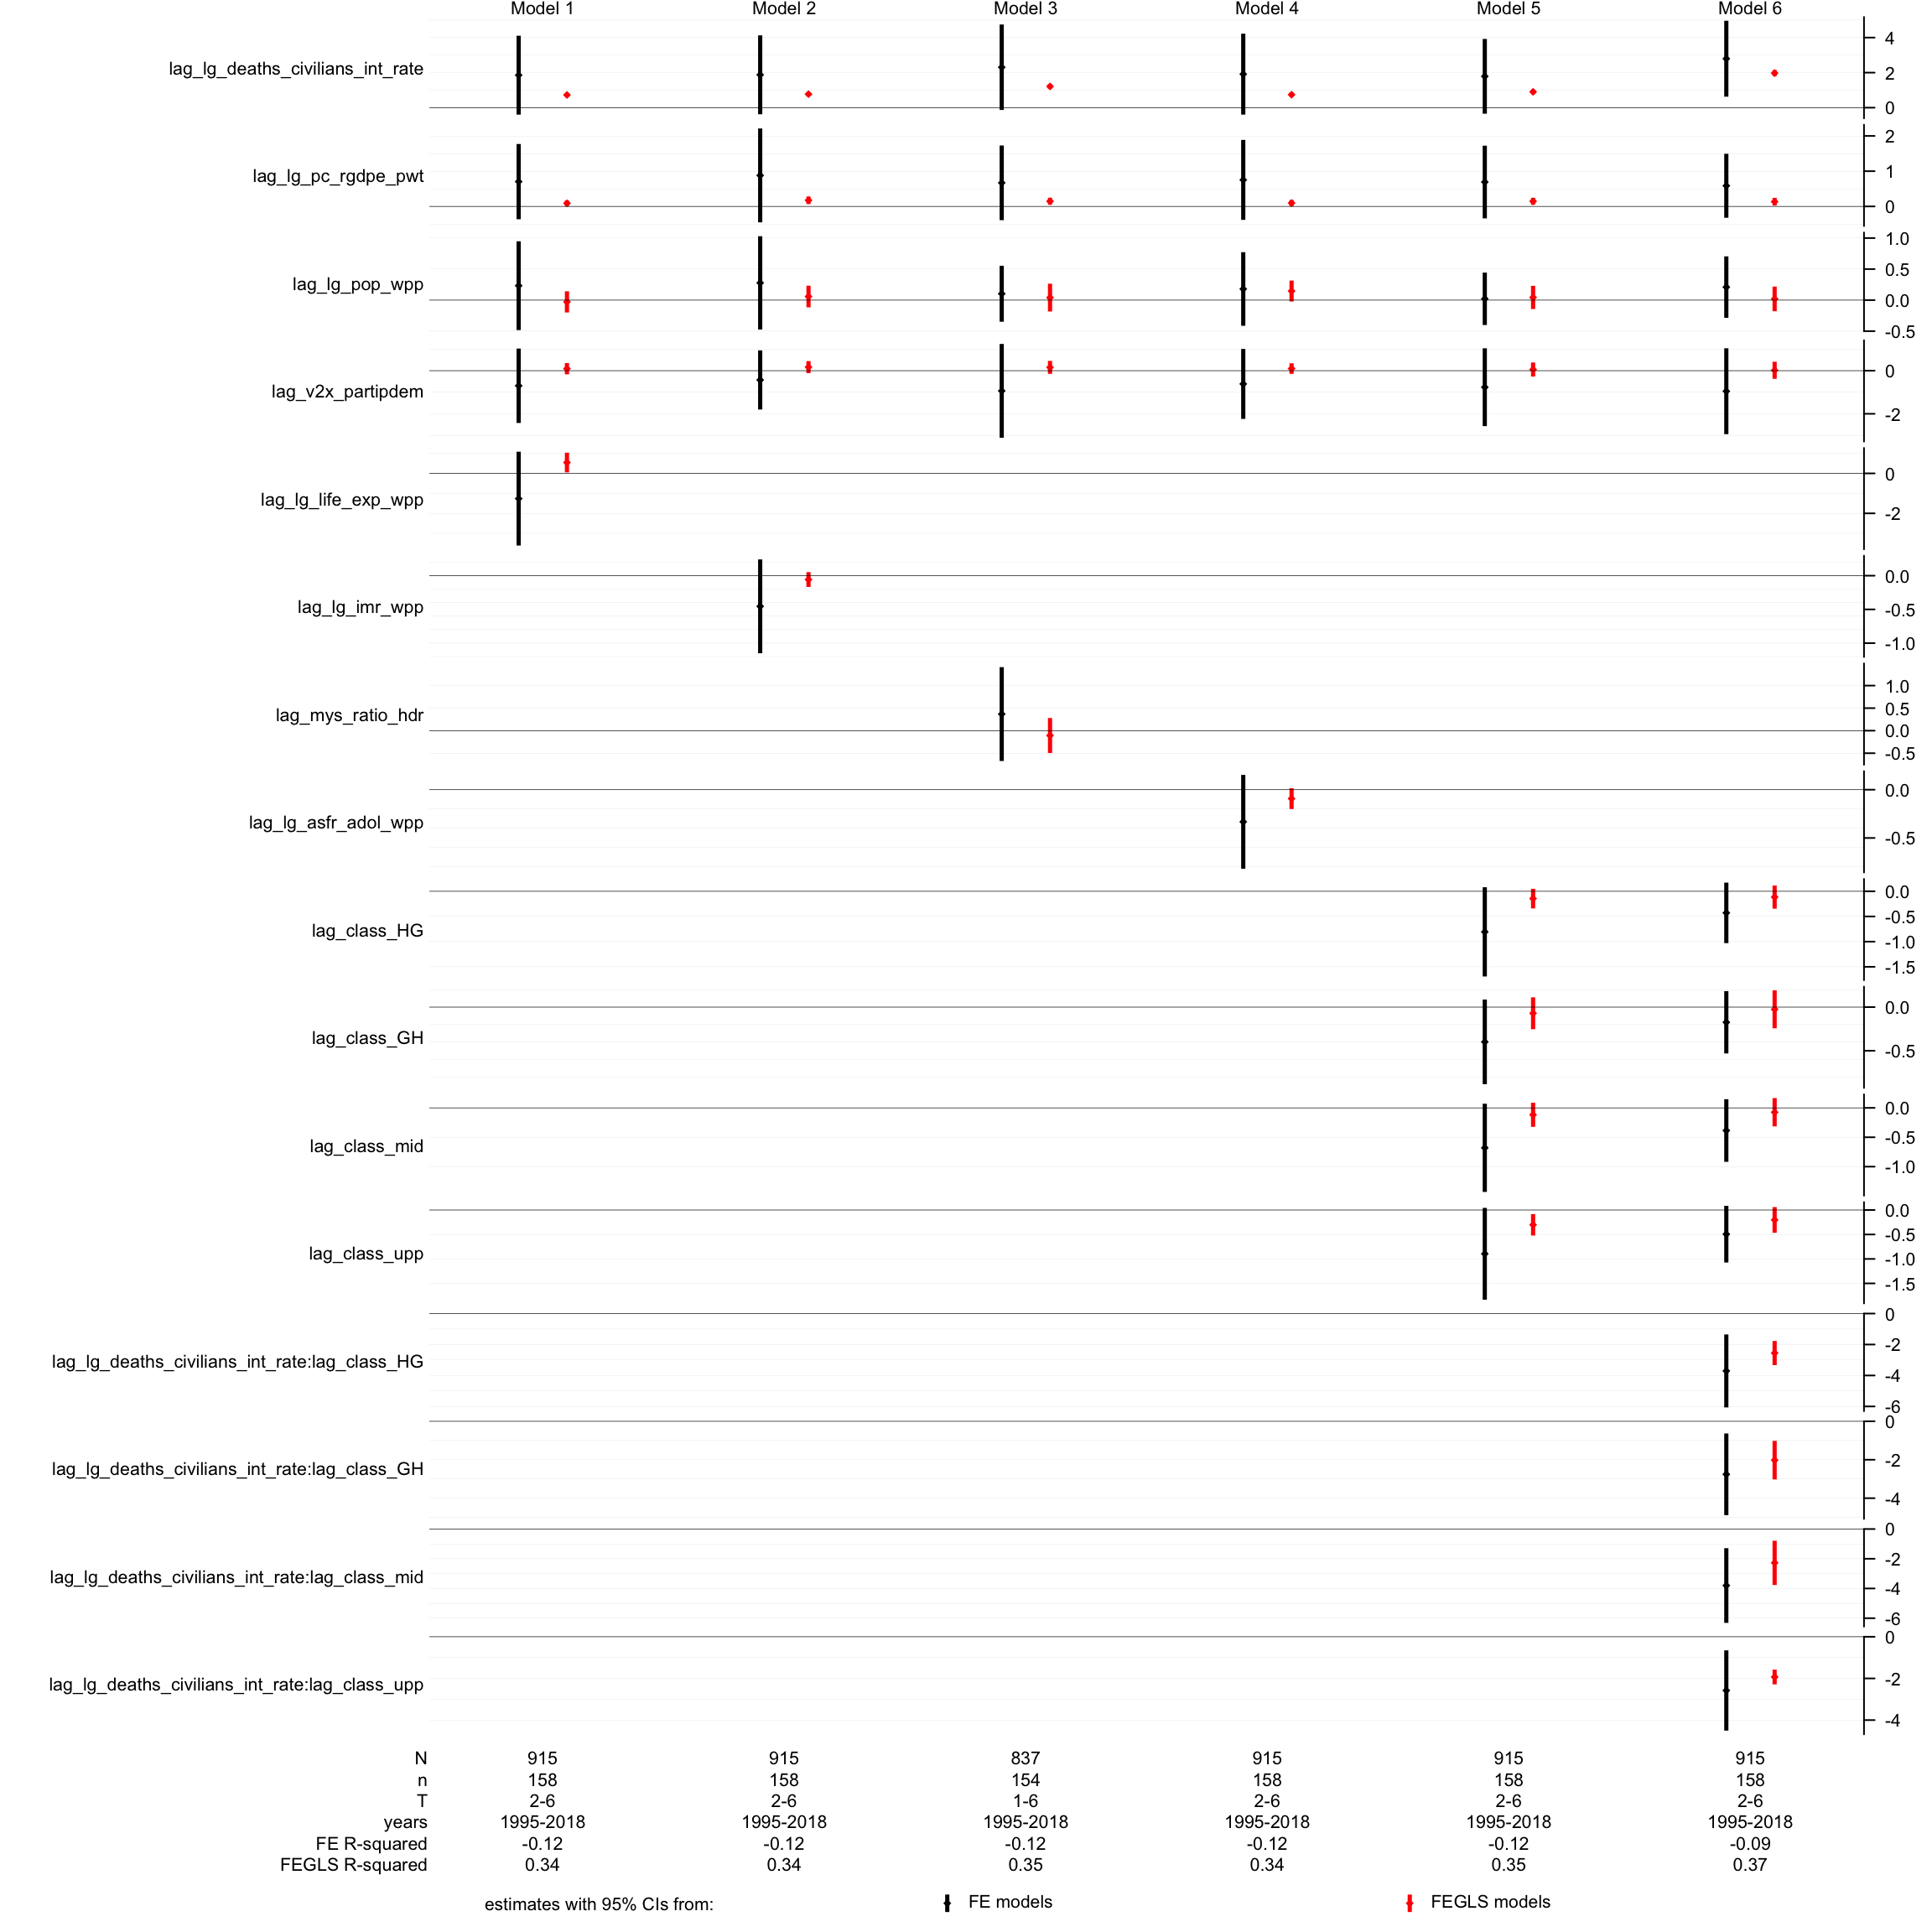 Model 1 Model 2 Model 3 Model 4 Model 5 Model 6
lag_lg_deaths_civilians_int_rate
4
2
0
lag_lg_pc_rgdpe_pwt
2
1
0
lag_lg_pop_wpp
1.0
0.5
0.0
-0.5
lag_v2x_partipdem
0
-2
lag_lg_life_exp_wpp
0
-2
lag_lg_imr_wpp
0.0
-0.5
-1.0
lag_mys_ratio_hdr
1.0
0.5
0.0
-0.5
lag_lg_asfr_adol_wpp
0.0
-0.5
lag_class_HG
0.0
-0.5
-1.0
-1.5
lag_class_GH
0.0
-0.5
lag_class_mid
0.0
-0.5
-1.0
lag_class_upp
0.0
-0.5
-1.0
-1.5
lag_lg_deaths_civilians_int_rate:lag_class_HG
0
-2
-4
-6
lag_lg_deaths_civilians_int_rate:lag_class_GH
0
-2
-4
lag_lg_deaths_civilians_int_rate:lag_class_mid
0
-2
-4
-6
lag_lg_deaths_civilians_int_rate:lag_class_upp
0
-2
-4
N 915 915 837 915 915 915
n 158 158 154 158 158 158
T 2-6 2-6 1-6 2-6 2-6 2-6
years 1995-2018 1995-2018 1995-2018 1995-2018 1995-2018 1995-2018
FE R-squared -0.12 -0.12 -0.12 -0.12 -0.12 -0.09
FEGLS R-squared 0.34 0.34 0.35 0.34 0.35 0.37
estimates with 95% CIs from: FE models FEGLS models